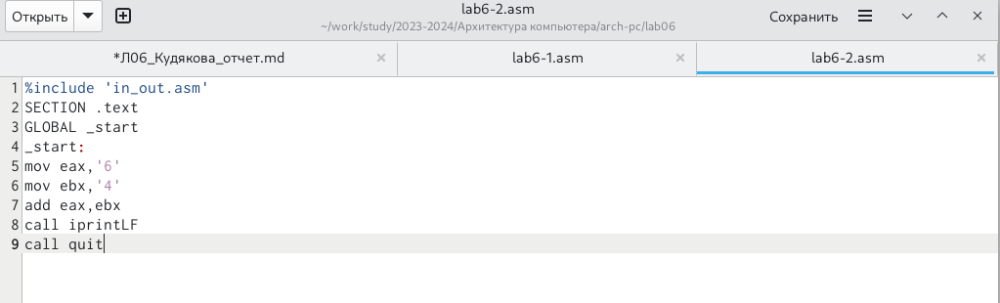 Открыть
lab6-2.asm
~/work/study/2023-2024/Архитектура компьютера/arch-pc/lab06
Сохранить
*Л06_Кудякова_отчет.md
lab6-1.asm
lab6-2.asm
1 %include 'in_out.asm'
2 SECTION .text
3 GLOBAL _start
4 _start:
5 mov eax,'6'
6 mov ebx,'4'
7 add eax,ebx
8 call iprintLF
9 call quit